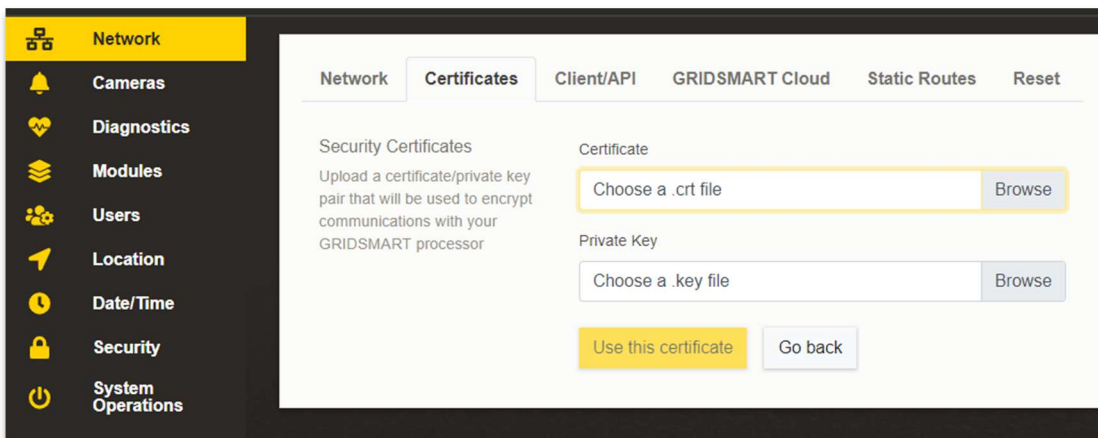 Network
Cameras
Diagnostics
Modules
Users
Location
Date/Time
Security
System
Operations
Network Certificates Client/API GRIDSMART Cloud Static Routes Reset
Security Certificates
Upload a certificate/private key
pair that will be used to encrypt
communications with your
GRIDSMART processor
Certificate
Choose a .crt file Browse
Private Key
Choose a .key file Browse
Use this certificate Go back